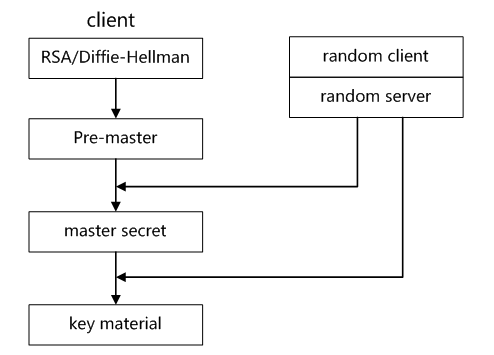 client
RSA/Diffie-Hellman
random client
random server
Pre-master
master secret
key material